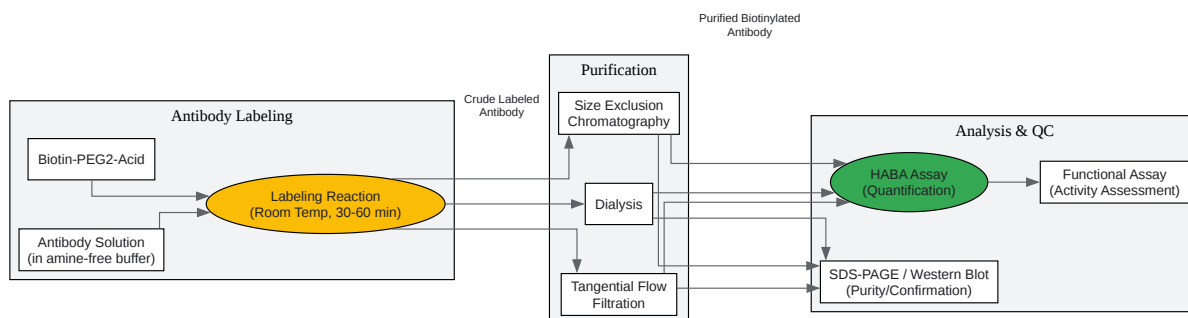 Antibody Labeling
Biotin-PEG2-Acid
Antibody Solution
(in amine-free buffer)
Labeling Reaction
(Room Temp, 30-60 min)
Crude Labeled
Antibody
Purification
Size Exclusion
Chromatography
Dialysis
Tangential Flow
Filtration
Purified Biotinylated
Antibody
Analysis & QC
HABA Assay
(Quantification)
Functional Assay
(Activity Assessment)
SDS-PAGE / Western Blot
(Purity/Confirmation)